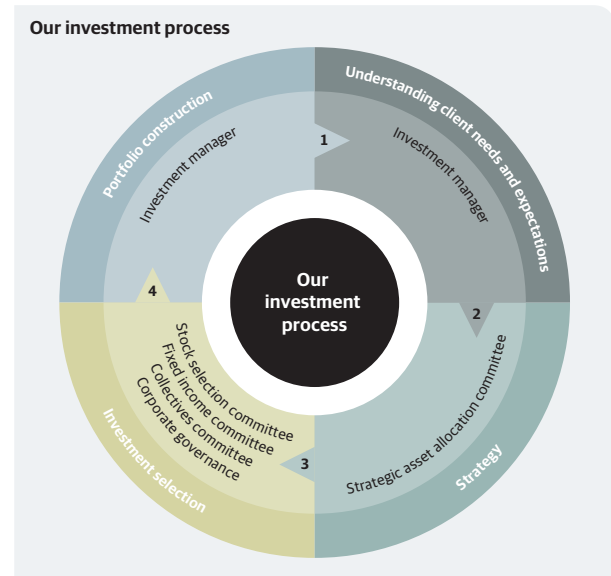 Our investment process
Understanding client needs and expectations
Investment manager
1
2
Strategic asset allocation committee
Strategy
3
Stock selection committee
Fixed income committee
Collectives committee
Corporate governance
Investment selection
4
Portfolio construction
Investment manager
Our
investment
process